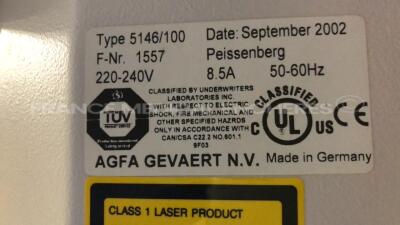 Type 5146/100 Date: September 2002
F-Nr. 1557 Peissenberg
220-240V 8.5A 50-60Hz
CLASSIFIED BY UNDERWRITERS
LABORATORIES INC.
WITH RESPECT TO ELECTRIC
SHOCK, FIRE MECHANICAL AND
OTHER SPECIFIED HAZARDS
ONLY IN ACCORDANCE WITH
CAN/CSA C22.2 NO.601.1
9F03
TÜV
CLASSIFIED
C UL US
AGFA GEVAERT N.V. Made in Germany
CLASS 1 LASER PRODUCT